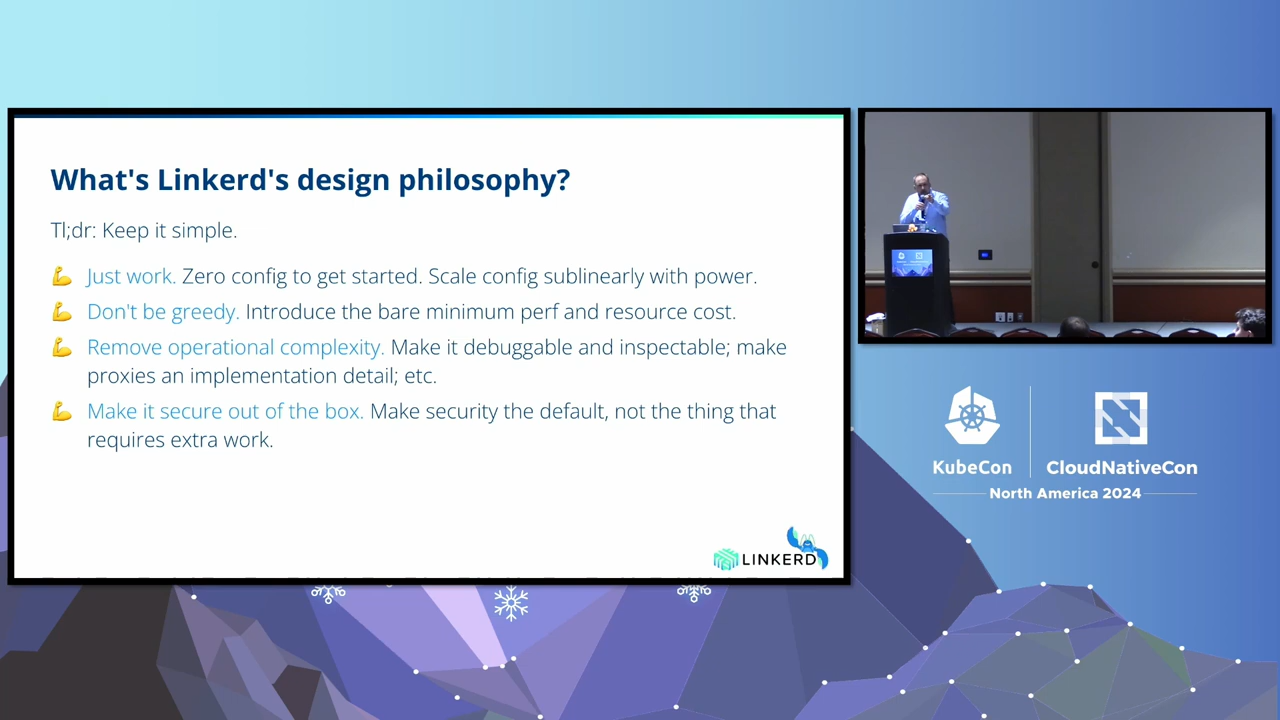 What's Linkerd's design philosophy?
Tl;dr: Keep it simple.
Just work. Zero config to get started. Scale config sublinearly with power.
Don't be greedy. Introduce the bare minimum perf and resource cost.
Remove operational complexity. Make it debuggable and inspectable; make
proxies an implementation detail; etc.
Make it secure out of the box. Make security the default, not the thing that
requires extra work.
LINKERD
KubeCon
CloudNativeCon
North America 2024